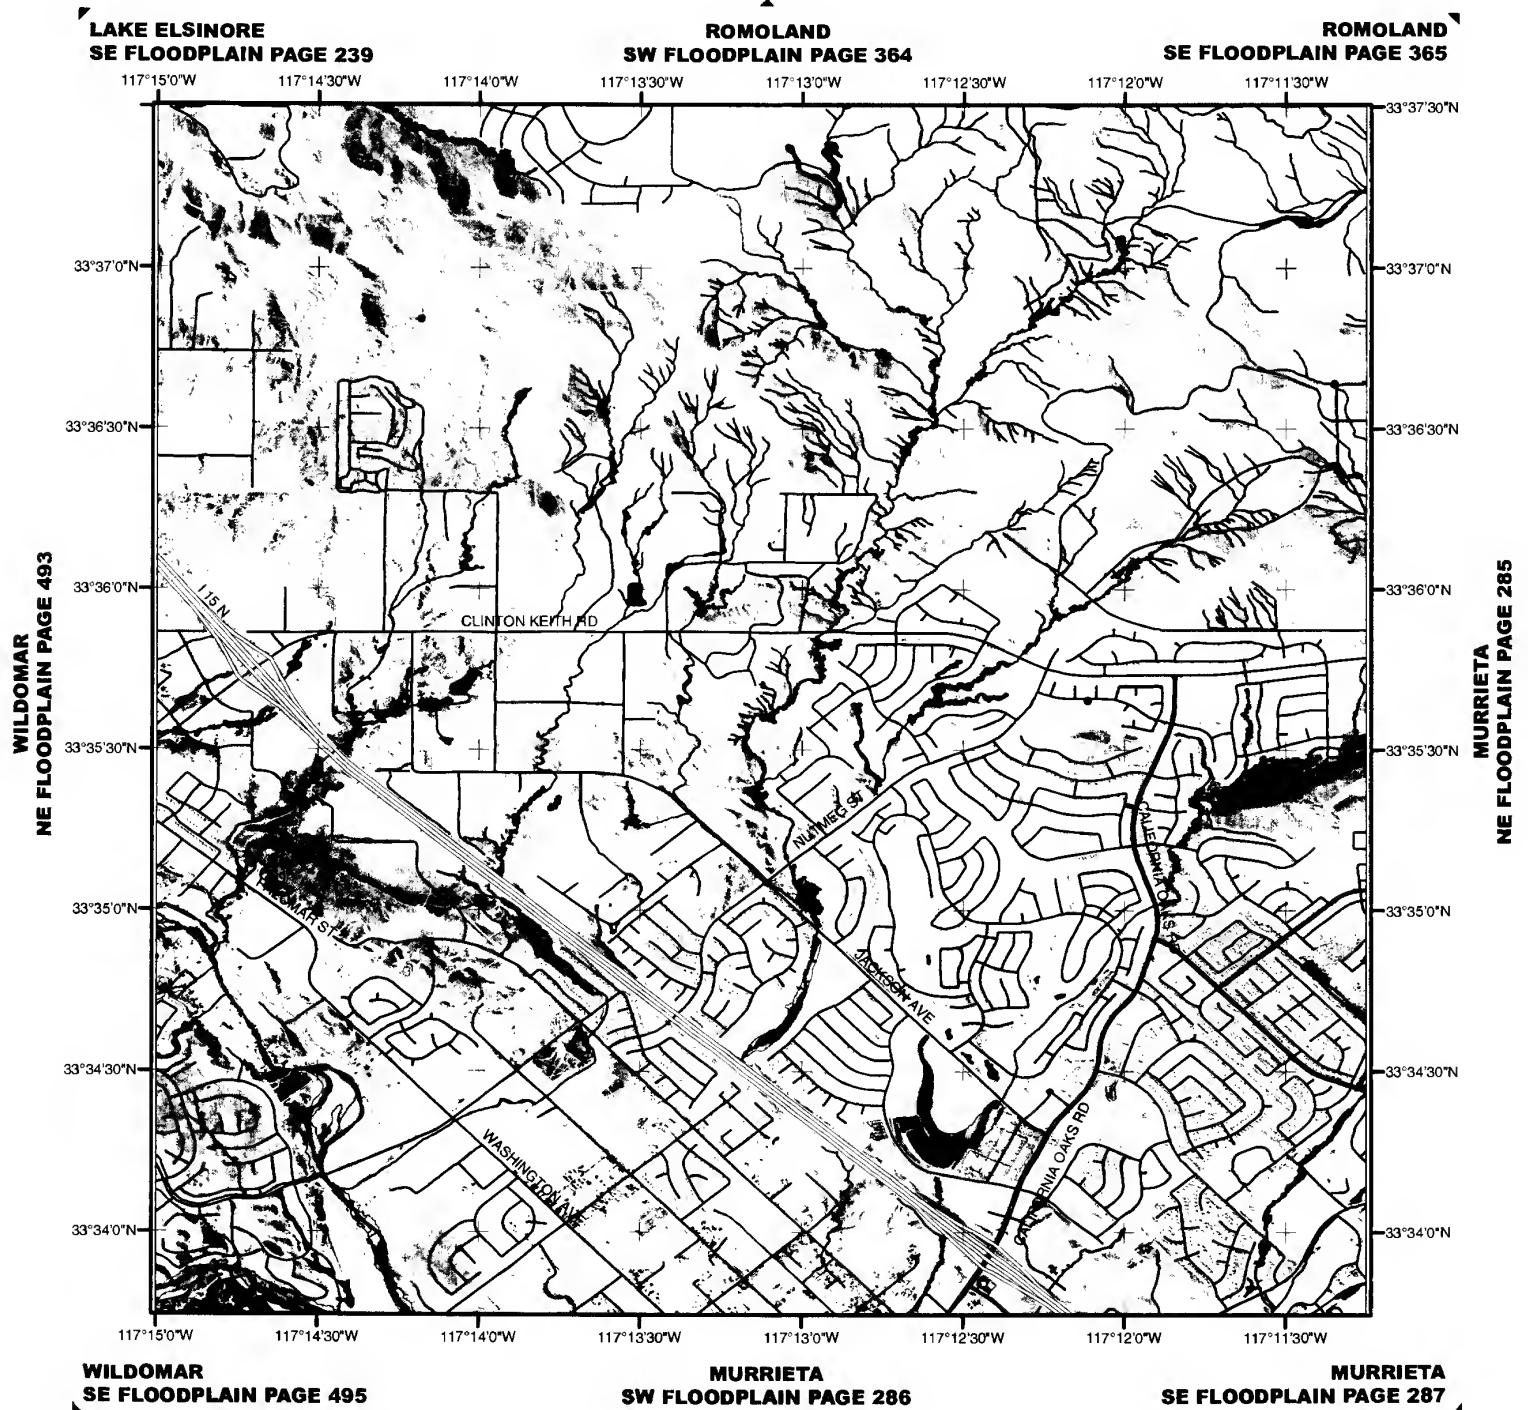 LAKE ELSINORE
SE FLOODPLAIN PAGE 239
ROMOLAND
SW FLOODPLAIN PAGE 364
ROMOLAND
SE FLOODPLAIN PAGE 365
117°15'0"W 117°14'30"W 117°14'0"W 117°13'30"W 117°13'0"W 117°12'30"W 117°12'0"W 117°11'30"W
33°37'30"N
33°37'0"N 33°37'0"N
33°36'30"N 33°36'30"N
33°36'0"N 33°36'0"N
I 15 N
CLINTON KEITH RD
WILDOMAR
NE FLOODPLAIN PAGE 493
MURRIETA
NE FLOODPLAIN PAGE 285
33°35'30"N 33°35'30"N
NUTMEG ST
CALIFORNIA OAKS RD
33°35'0"N 33°35'0"N
JACKSON AVE
33°34'30"N 33°34'30"N
WASHINGTON AVE
CALIFORNIA OAKS RD
33°34'0"N 33°34'0"N
117°15'0"W 117°14'30"W 117°14'0"W 117°13'30"W 117°13'0"W 117°12'30"W 117°12'0"W 117°11'30"W
WILDOMAR
SE FLOODPLAIN PAGE 495
MURRIETA
SW FLOODPLAIN PAGE 286
MURRIETA
SE FLOODPLAIN PAGE 287